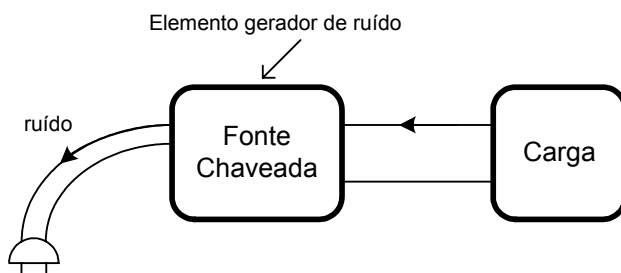 Elemento gerador de ruído
ruído
Fonte
Chaveada
Carga